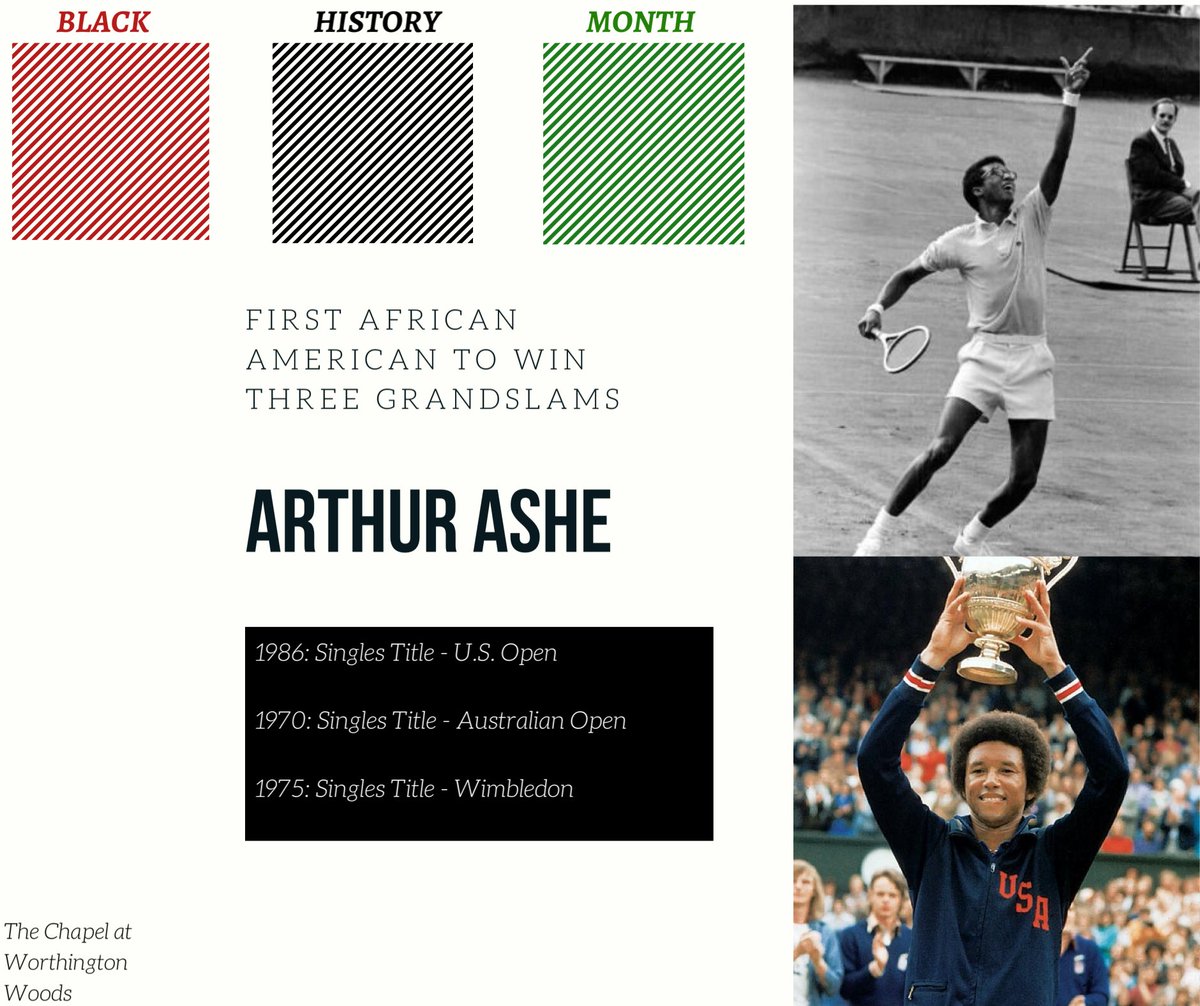 BLACK HISTORY MONTH
FIRST AFRICAN
AMERICAN TO WIN
THREE GRANDSLAMS
ARTHUR ASHE
1986: Singles Title - U.S. Open
1970: Singles Title - Australian Open
1975: Singles Title - Wimbledon
USA
The Chapel at
Worthington
Woods